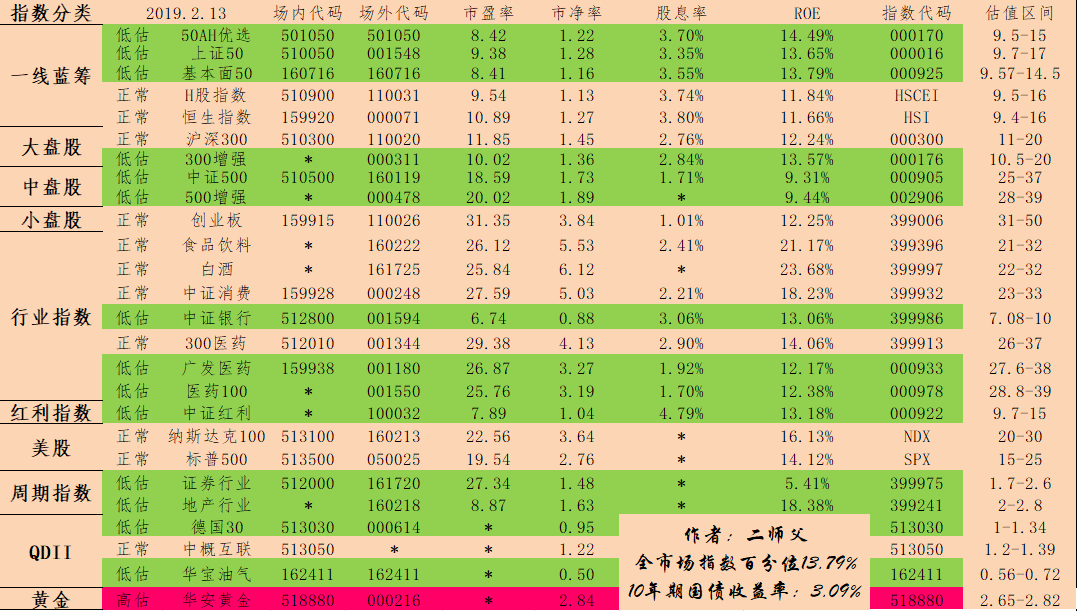 指数分类 2019.2.13 场内代码 场外代码 市盈率 市净率 股息率 ROE 指数代码 估值区间
一线蓝筹 低估 50AH优选 501050 501050 8.42 1.22 3.70% 14.49% 000170 9.5-15
低估 上证50 510050 001548 9.38 1.28 3.35% 13.65% 000016 9.7-17
低估 基本面50 160716 160716 8.41 1.16 3.55% 13.79% 000925 9.57-14.5
正常 H股指数 510900 110031 9.54 1.13 3.74% 11.84% HSCEI 9.5-16
正常 恒生指数 159920 000071 10.89 1.27 3.80% 11.66% HSI 9.4-16
大盘股 正常 沪深300 510300 110020 11.85 1.45 2.76% 12.24% 000300 11-20
低估 300增强 * 000311 10.02 1.36 2.84% 13.57% 000176 10.5-20
中盘股 低估 中证500 510500 160119 18.59 1.73 1.71% 9.31% 000905 25-37
低估 500增强 * 000478 20.02 1.89 * 9.44% 002906 28-39
小盘股 正常 创业板 159915 110026 31.35 3.84 1.01% 12.25% 399006 31-50
行业指数 正常 食品饮料 * 160222 26.12 5.53 2.41% 21.17% 399396 21-32
正常 白酒 * 161725 25.84 6.12 * 23.68% 399997 22-32
正常 中证消费 159928 000248 27.59 5.03 2.21% 18.23% 399932 23-33
低估 中证银行 512800 001594 6.74 0.88 3.06% 13.06% 399986 7.08-10
正常 300医药 512010 001344 29.38 4.13 2.90% 14.06% 399913 26-37
低估 广发医药 159938 001180 26.87 3.27 1.92% 12.17% 000933 27.6-38
低估 医药100 * 001550 25.76 3.19 1.70% 12.38% 000978 28.8-39
红利指数 低估 中证红利 * 100032 7.89 1.04 4.79% 13.18% 000922 9.7-15
美股 正常 纳斯达克100 513100 160213 22.56 3.64 * 16.13% NDX 20-30
正常 标普500 513500 050025 19.54 2.76 * 14.12% SPX 15-25
周期指数 低估 证券行业 512000 161720 27.34 1.48 * 5.41% 399975 1.7-2.6
低估 地产行业 * 160218 8.87 1.63 * 18.38% 399241 2-2.8
QDII 低估 德国30 513030 000614 * 0.95 513030 1-1.34
正常 中概互联 513050 * * 1.22 513050 1.2-1.39
低估 华宝油气 162411 162411 * 0.50 162411 0.56-0.72
黄金 高估 华安黄金 518880 000216 * 2.84 518880 2.65-2.82
作者：二师父
全市场指数百分位13.79%
10年期国债收益率：3.09%